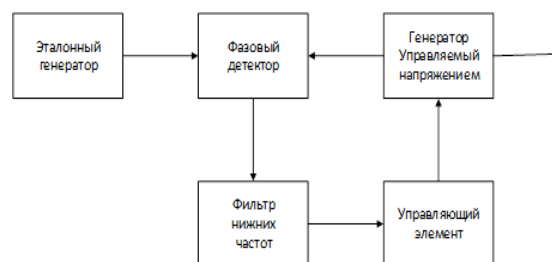 Эталонный
генератор
Фазовый
детектор
Генератор
Управляемый
напряжением
Фильтр
нижних
частот
Управляющий
элемент